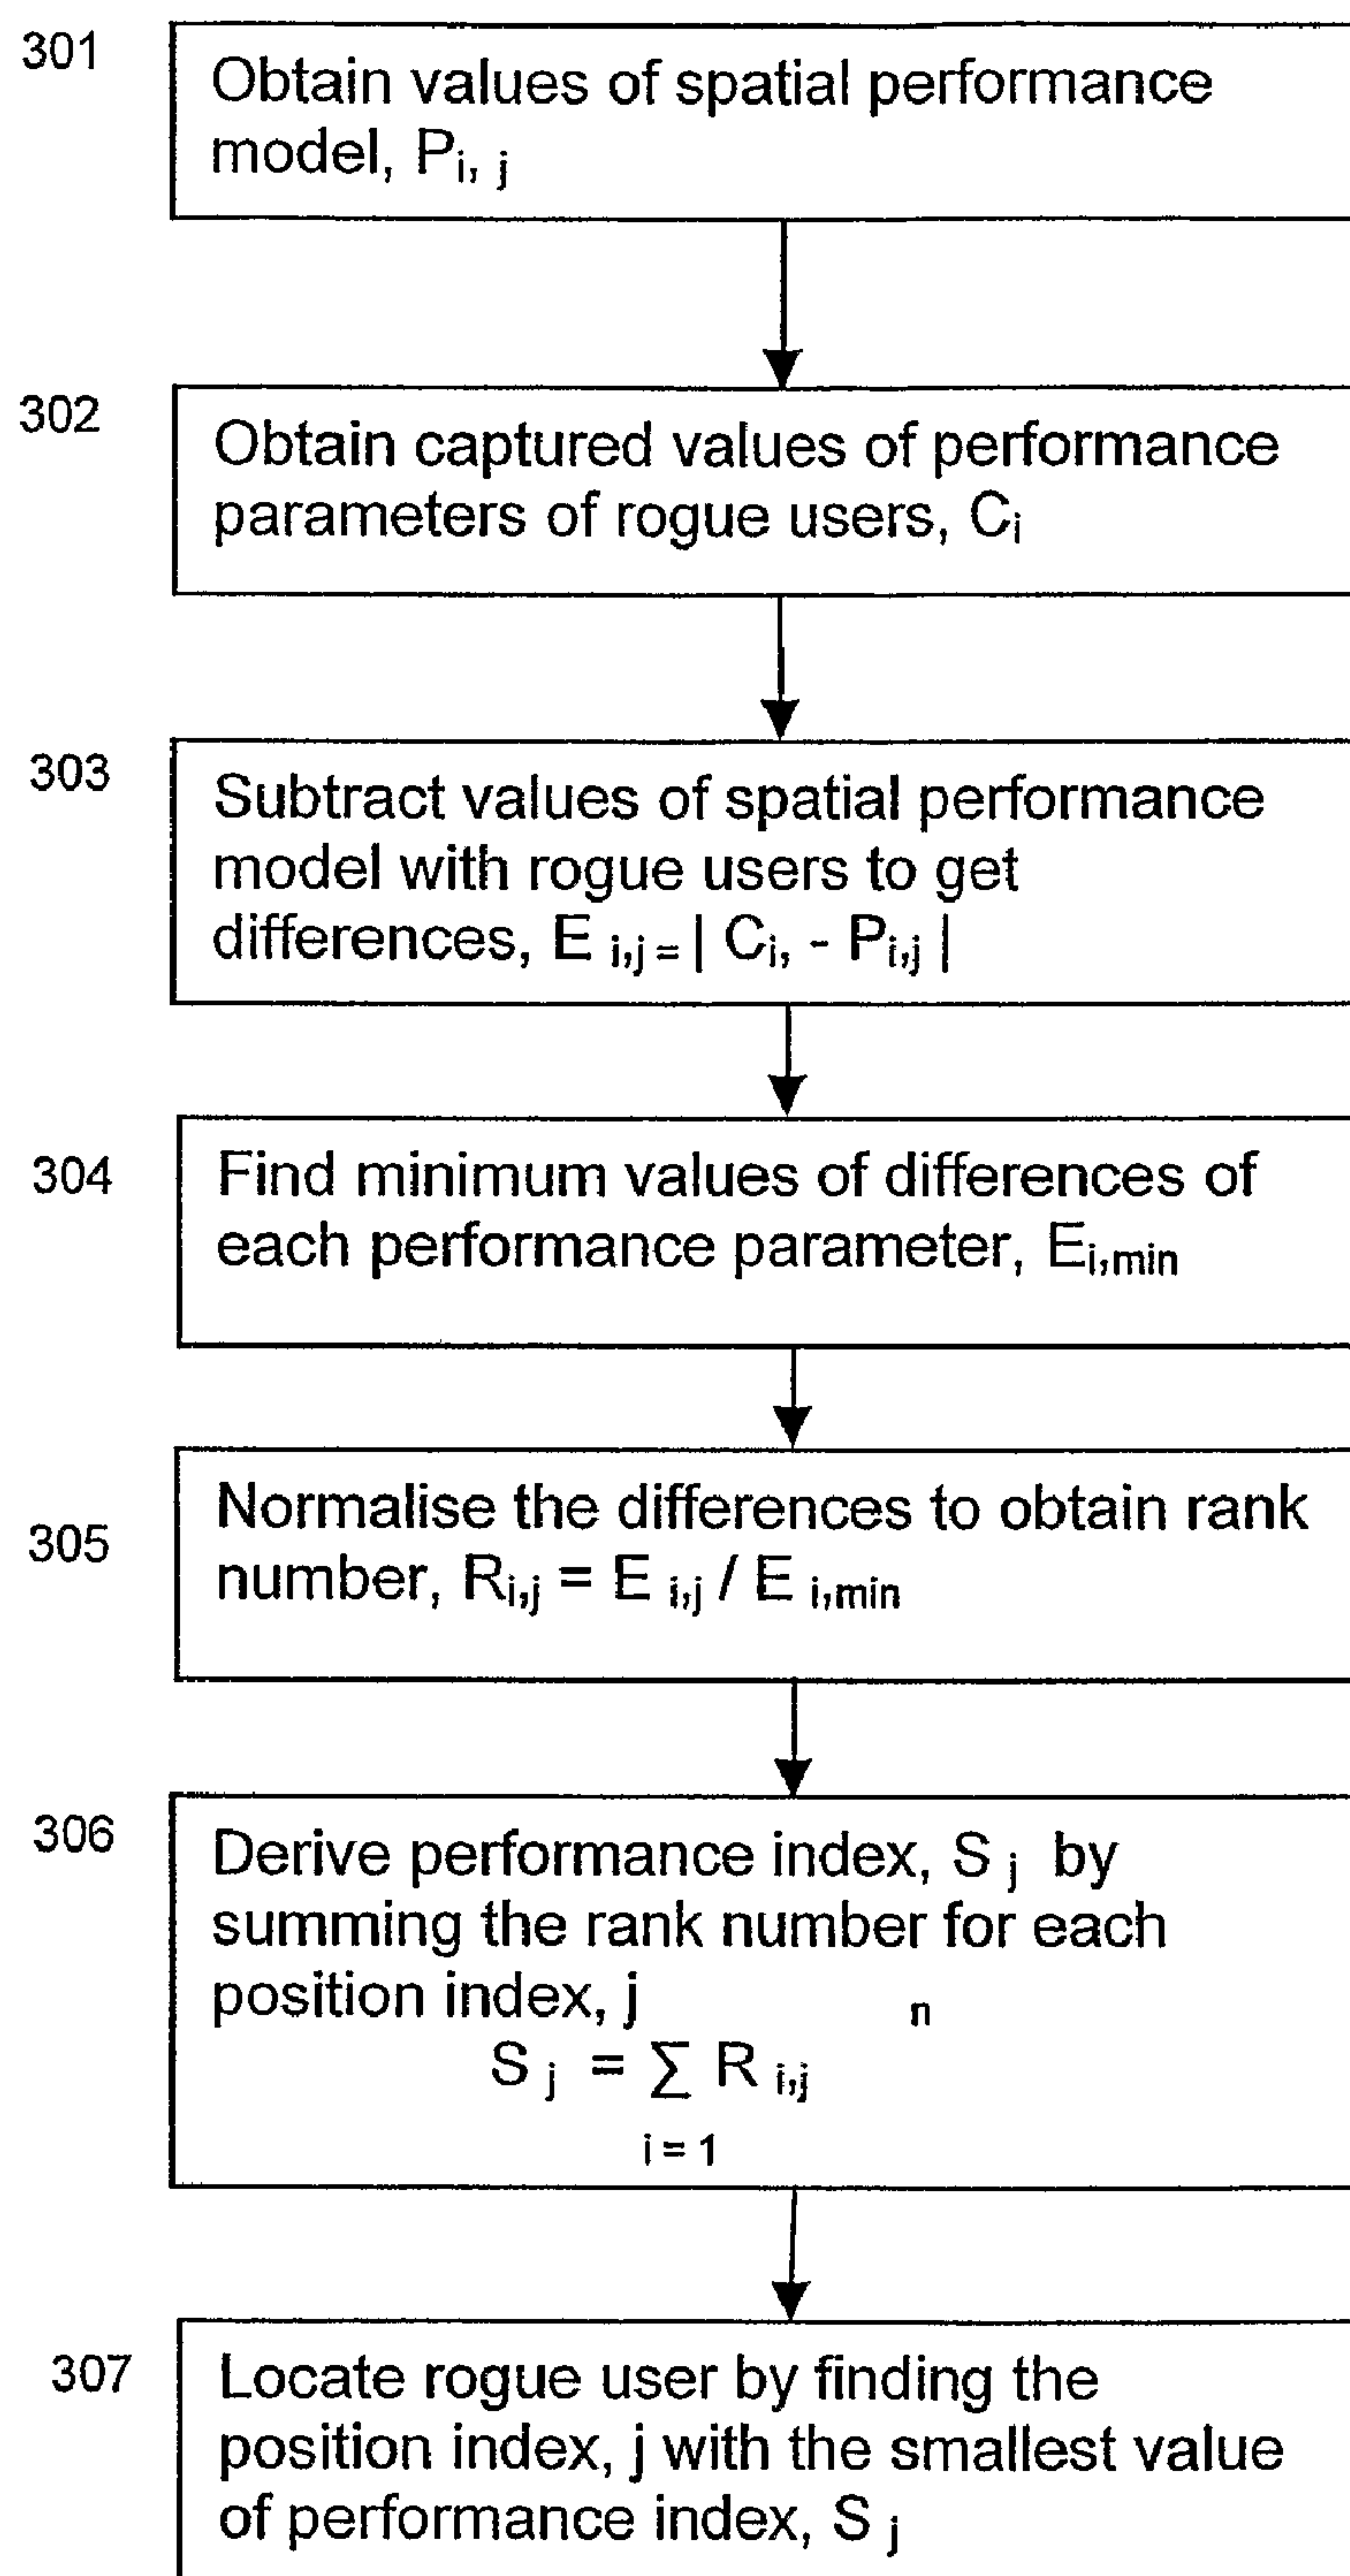 301
Obtain values of spatial performance
model, Pi, j
302
Obtain captured values of performance
parameters of rogue users, Ci
303
Subtract values of spatial performance
model with rogue users to get
differences, E i,j = | Ci, - Pi,j |
304
Find minimum values of differences of
each performance parameter, Ei,min
305
Normalise the differences to obtain rank
number, Ri,j = E i,j / E i,min
306
Derive performance index, S j by
summing the rank number for each
position index, j
n
S j = ∑ R i,j
i = 1
307
Locate rogue user by finding the
position index, j with the smallest value
of performance index, S j